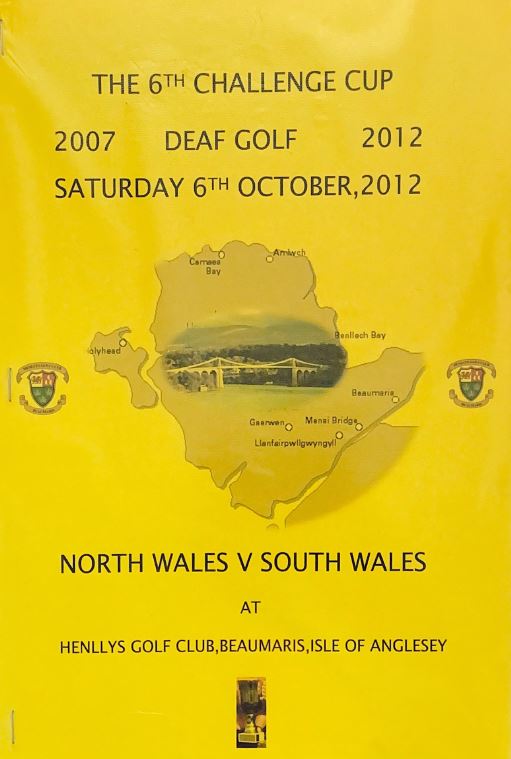 THE 6TH CHALLENGE CUP
2007 DEAF GOLF 2012
SATURDAY 6TH OCTOBER,2012
Amlwch
Cemaes
Bay
Benllech Bay
olyhead
Beaumaris
Gaerwen
Menai Bridge
Llanfairpwllgwyngyll
NORTH WALES V SOUTH WALES
AT
HENLLYS GOLF CLUB,BEAUMARIS,ISLE OF ANGLESEY